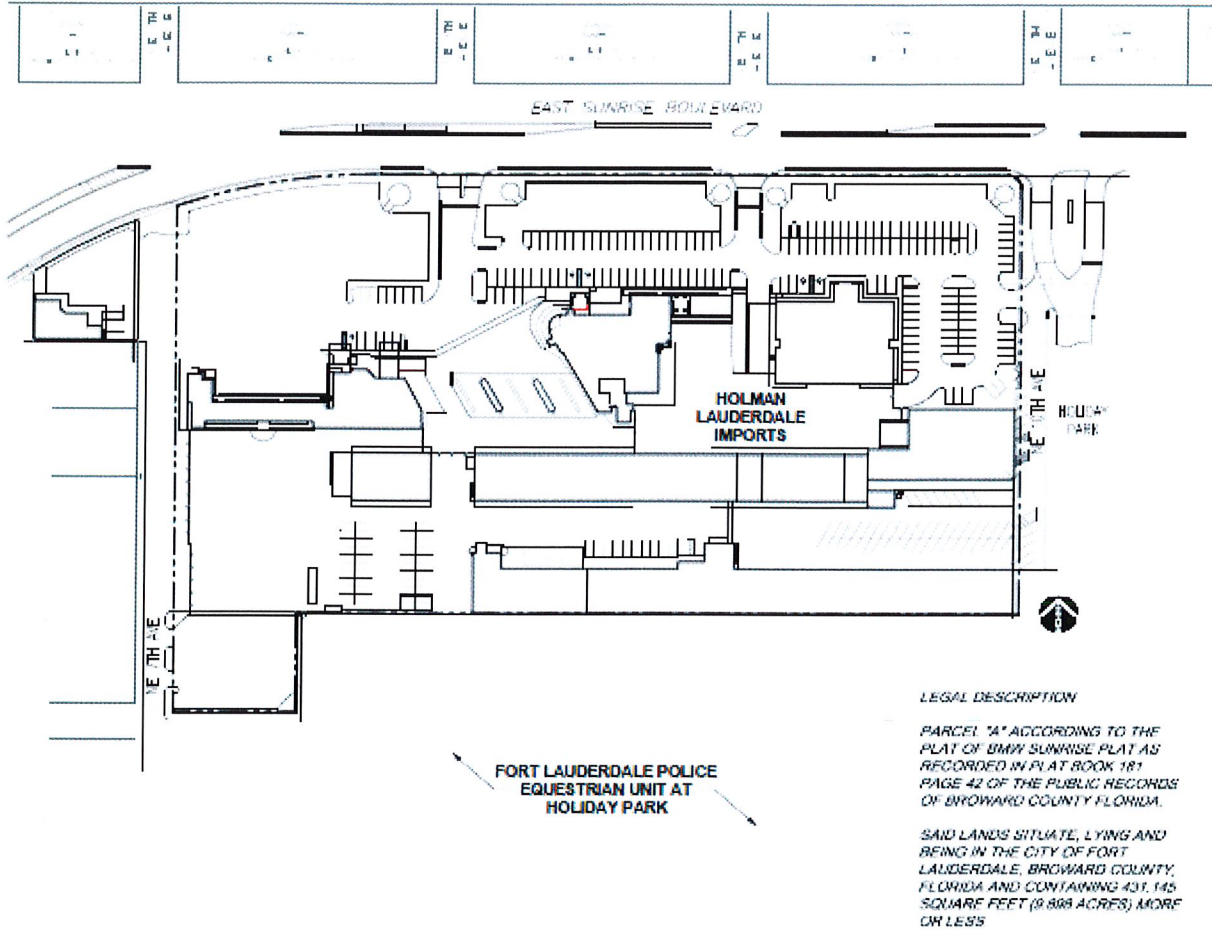 EAST SUNRISE BOULEVARD
HOLMAN
LAUDERDALE
IMPORTS
HOLIDAY
PARK
NE 7TH AVE
FORT LAUDERDALE POLICE
EQUESTRIAN UNIT AT
HOLIDAY PARK
LEGAL DESCRIPTION
PARCEL "A" ACCORDING TO THE
PLAT OF BMW SUNRISE PLAT AS
RECORDED IN PLAT BOOK 181
PAGE 42 OF THE PUBLIC RECORDS
OF BROWARD COUNTY FLORIDA.
SAID LANDS SITUATE, LYING AND
BEING IN THE CITY OF FORT
LAUDERDALE, BROWARD COUNTY,
FLORIDA AND CONTAINING 431,145
SQUARE FEET (9.898 ACRES) MORE
OR LESS